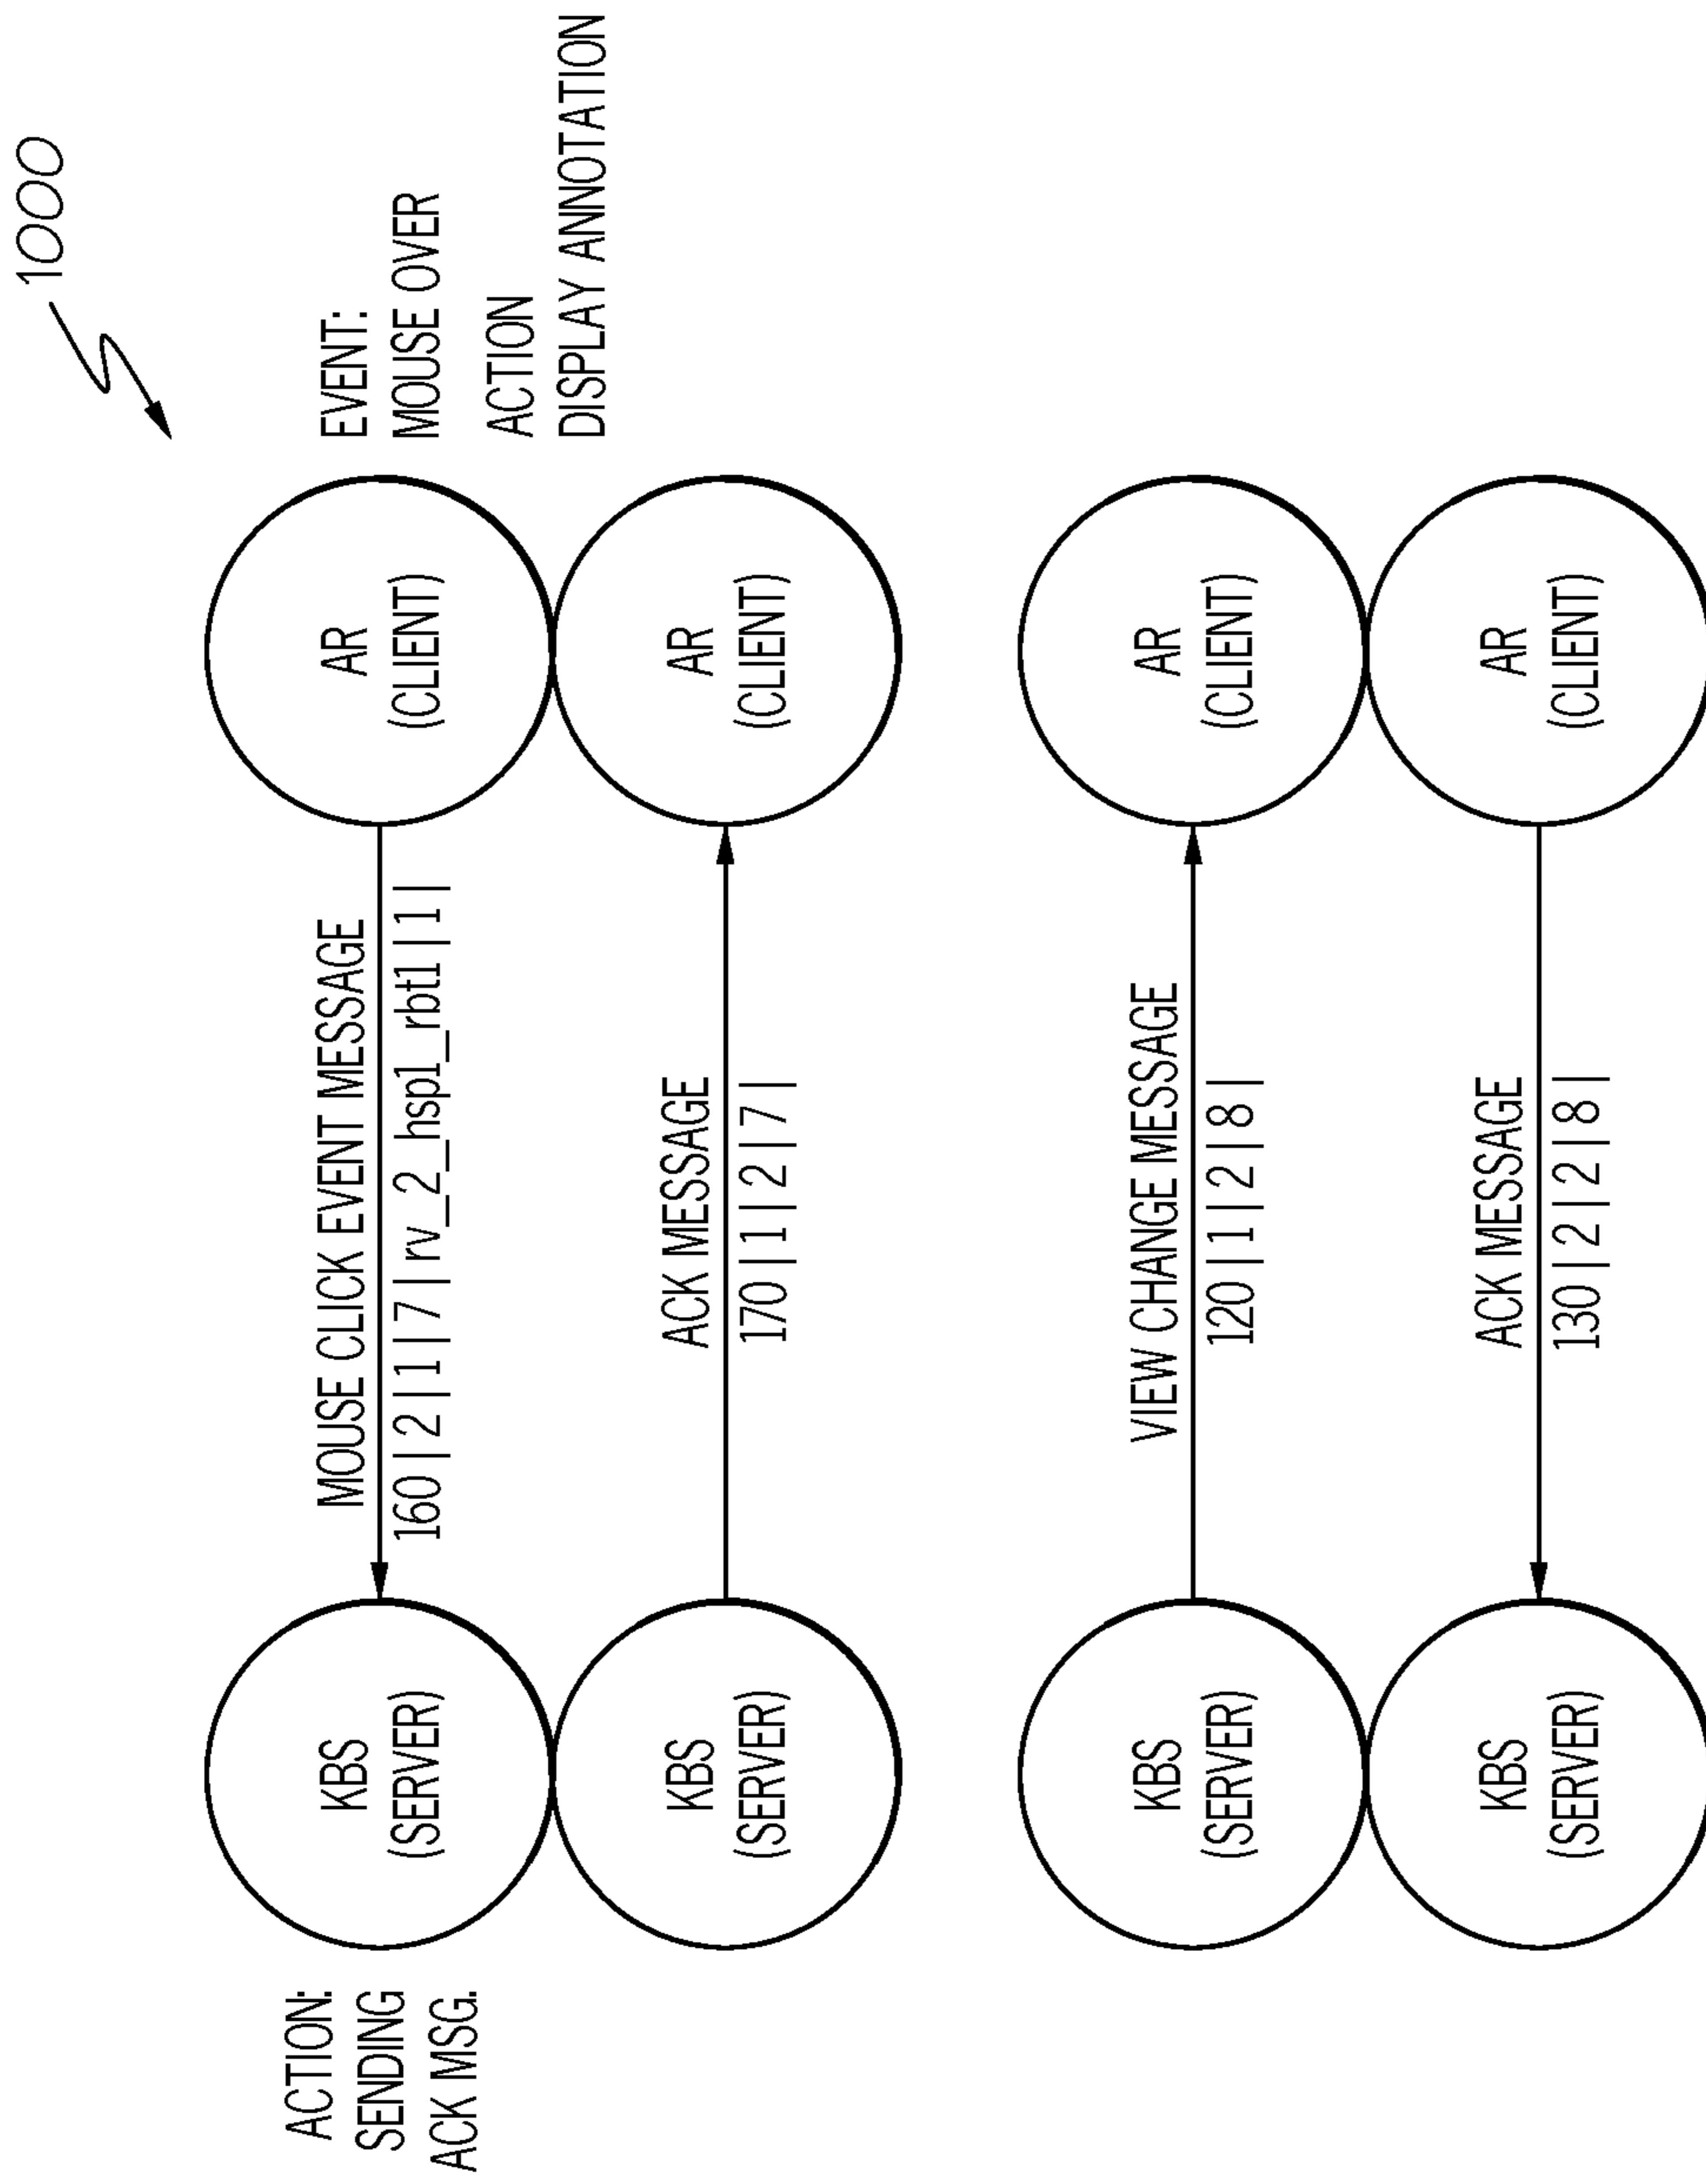 1000
ACTION:
SENDING
ACK MSG.
KBS
(SERVER)
MOUSE CLICK EVENT MESSAGE
160|2|1|7|rv_2_hsp1_rbt1|1|
AR
(CLIENT)
EVENT:
MOUSE OVER
ACTION
DISPLAY ANNOTATION
KBS
(SERVER)
ACK MESSAGE
170|1|2|7|
AR
(CLIENT)
KBS
(SERVER)
VIEW CHANGE MESSAGE
120|1|2|8|
AR
(CLIENT)
KBS
(SERVER)
ACK MESSAGE
130|2|2|8|
AR
(CLIENT)